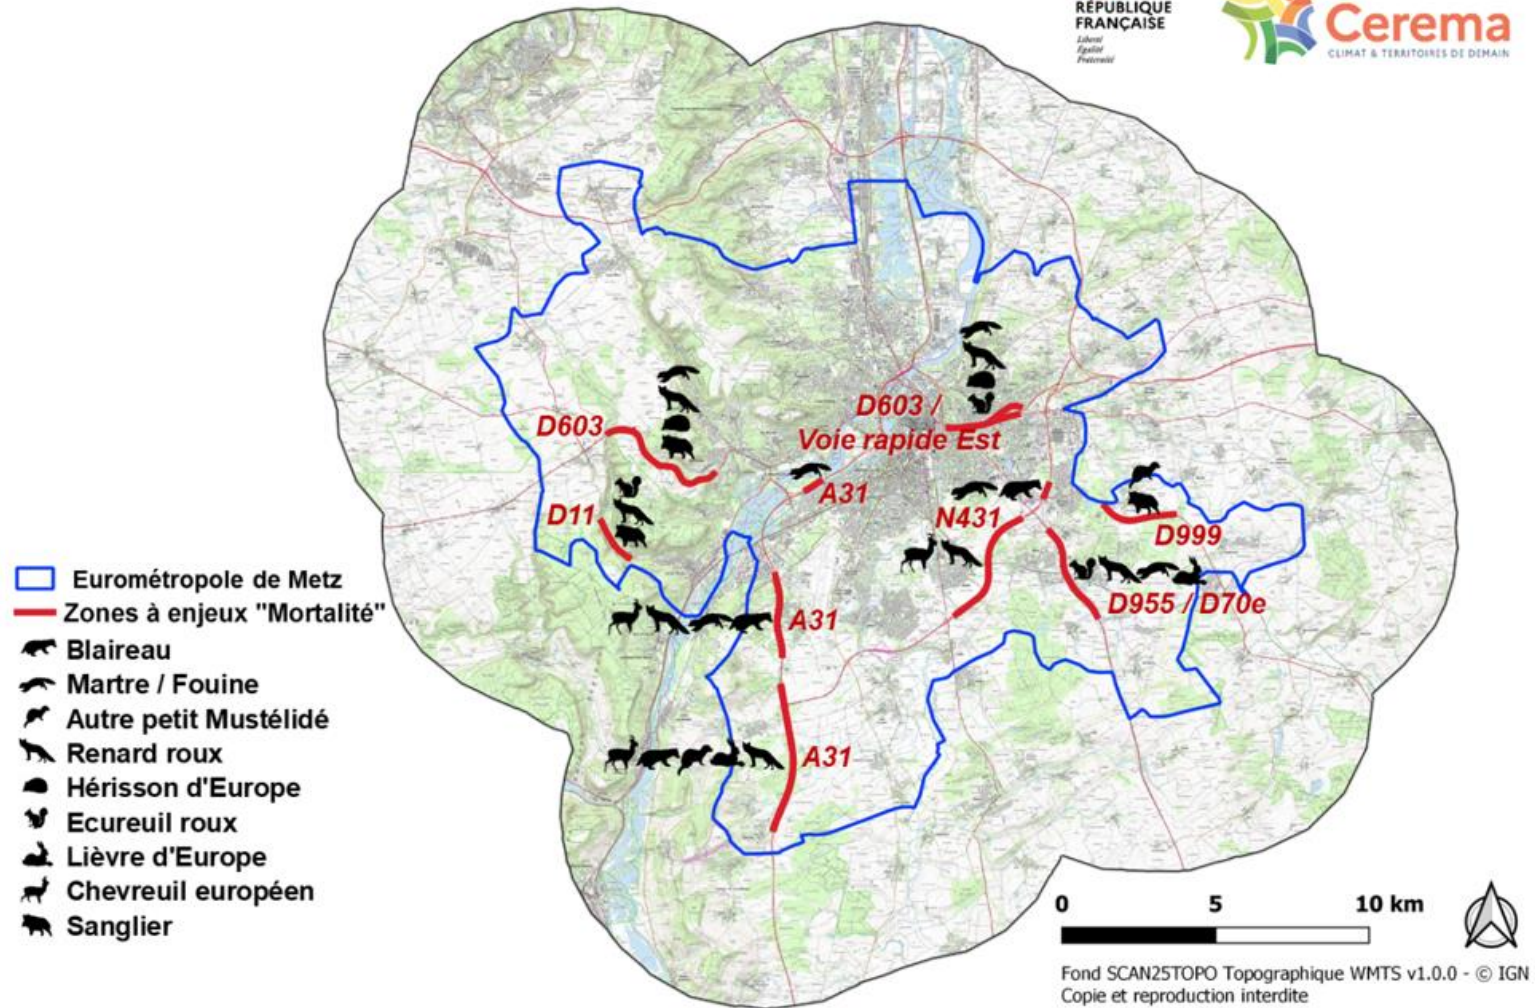 RÉPUBLIQUE
FRANÇAISE
Liberté
Égalité
Fraternité
Cerema
CLIMAT & TERRITOIRES DE DEMAIN
D603
D603 /
Voie rapide Est
A31
D11
N431
D999
D955 / D70e
A31
A31
Eurométropole de Metz
Zones à enjeux "Mortalité"
Blaireau
Martre / Fouine
Autre petit Mustélidé
Renard roux
Hérisson d'Europe
Ecureuil roux
Lièvre d'Europe
Chevreuil européen
Sanglier
0 5 10 km
Fond SCAN25TOPO Topographique WMTS v1.0.0 - © IGN
Copie et reproduction interdite